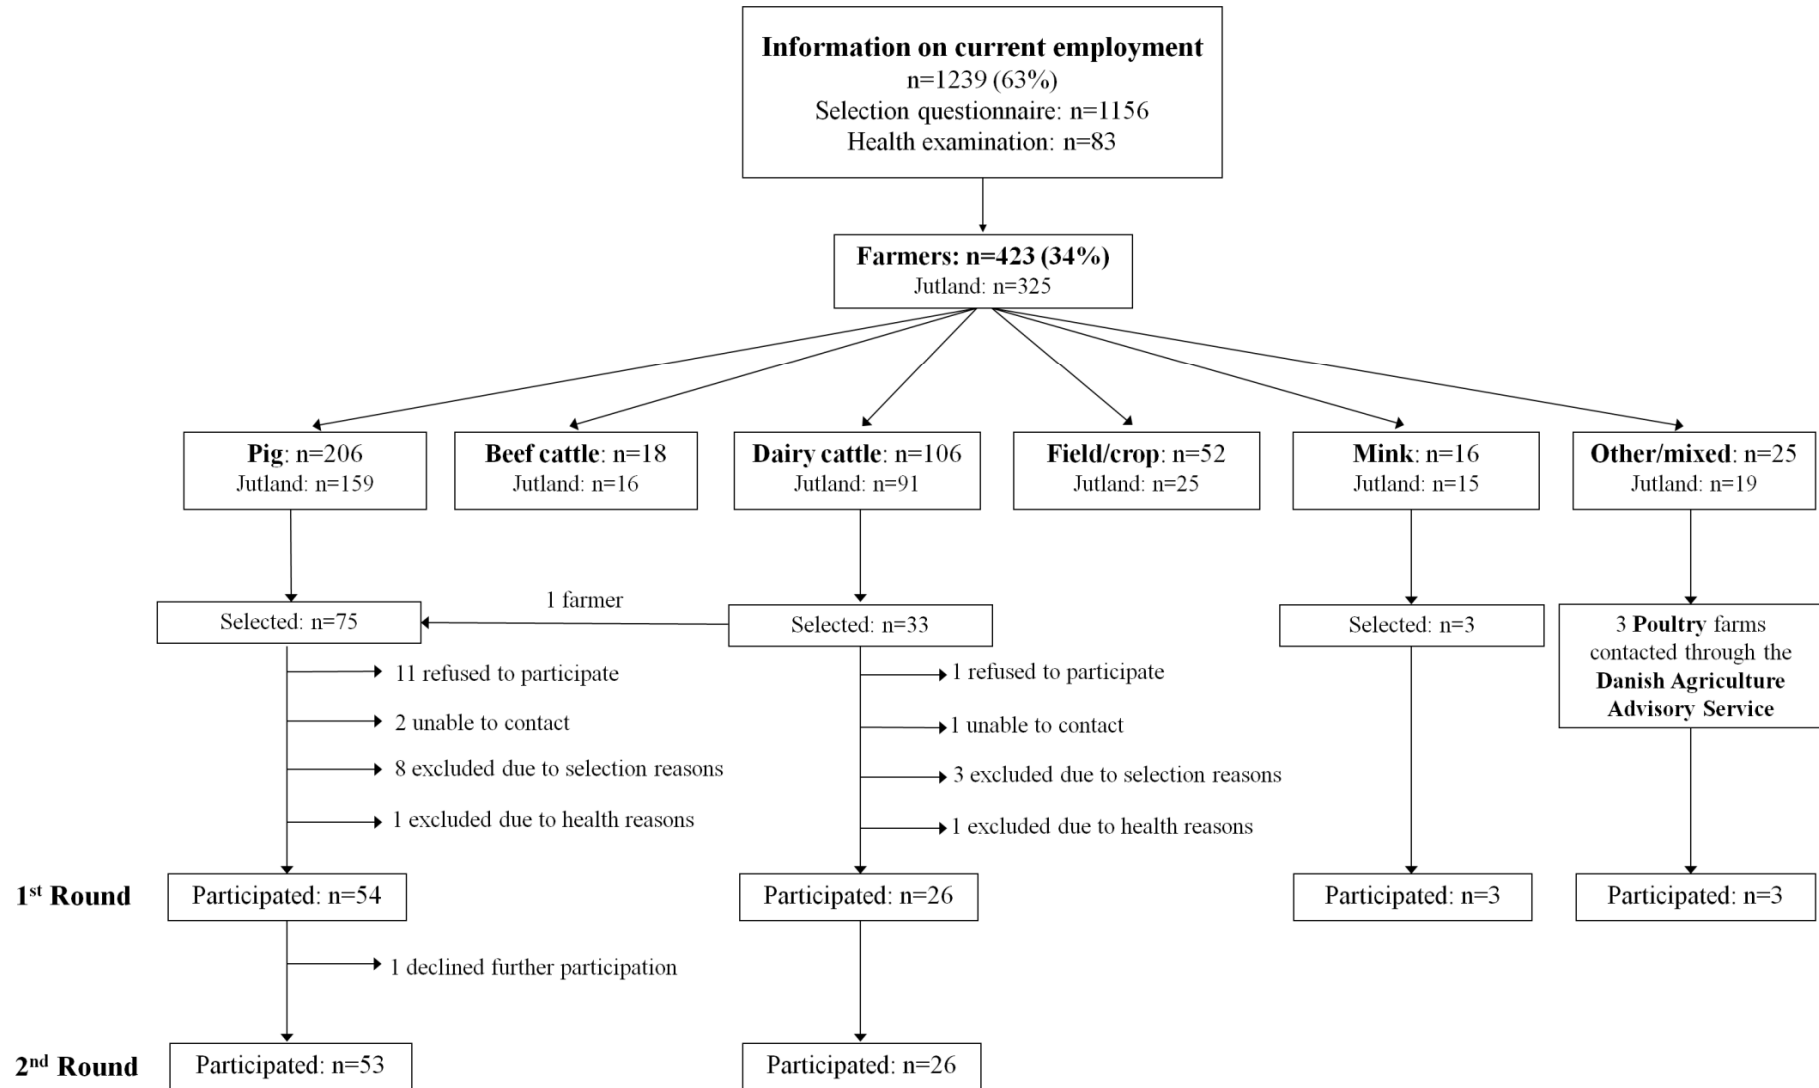 Information on current employment
n=1239 (63%)
Selection questionnaire: n=1156
Health examination: n=83
Farmers: n=423 (34%)
Jutland: n=325
Pig: n=206
Jutland: n=159
Beef cattle: n=18
Jutland: n=16
Dairy cattle: n=106
Jutland: n=91
Field/crop: n=52
Jutland: n=25
Mink: n=16
Jutland: n=15
Other/mixed: n=25
Jutland: n=19
Selected: n=75
1 farmer
Selected: n=33
Selected: n=3
3 Poultry farms
contacted through the
Danish Agriculture
Advisory Service
11 refused to participate
2 unable to contact
8 excluded due to selection reasons
1 excluded due to health reasons
1 refused to participate
1 unable to contact
3 excluded due to selection reasons
1 excluded due to health reasons
1st Round
Participated: n=54
Participated: n=26
Participated: n=3
Participated: n=3
1 declined further participation
2nd Round
Participated: n=53
Participated: n=26